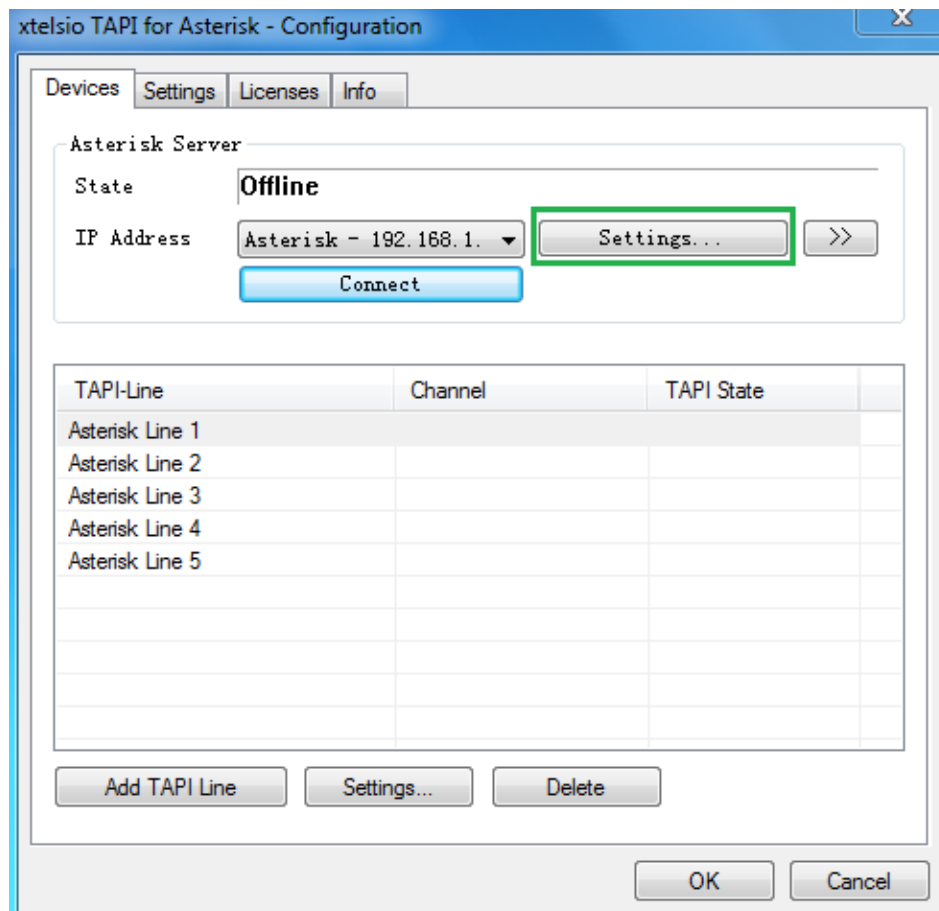 xtelsio TAPI for Asterisk - Configuration
Devices Settings Licenses Info
Asterisk Server
State Offline
IP Address Asterisk - 192.168.1. Settings... >>
Connect
TAPI-Line Channel TAPI State
Asterisk Line 1
Asterisk Line 2
Asterisk Line 3
Asterisk Line 4
Asterisk Line 5
Add TAPI Line Settings... Delete
OK Cancel